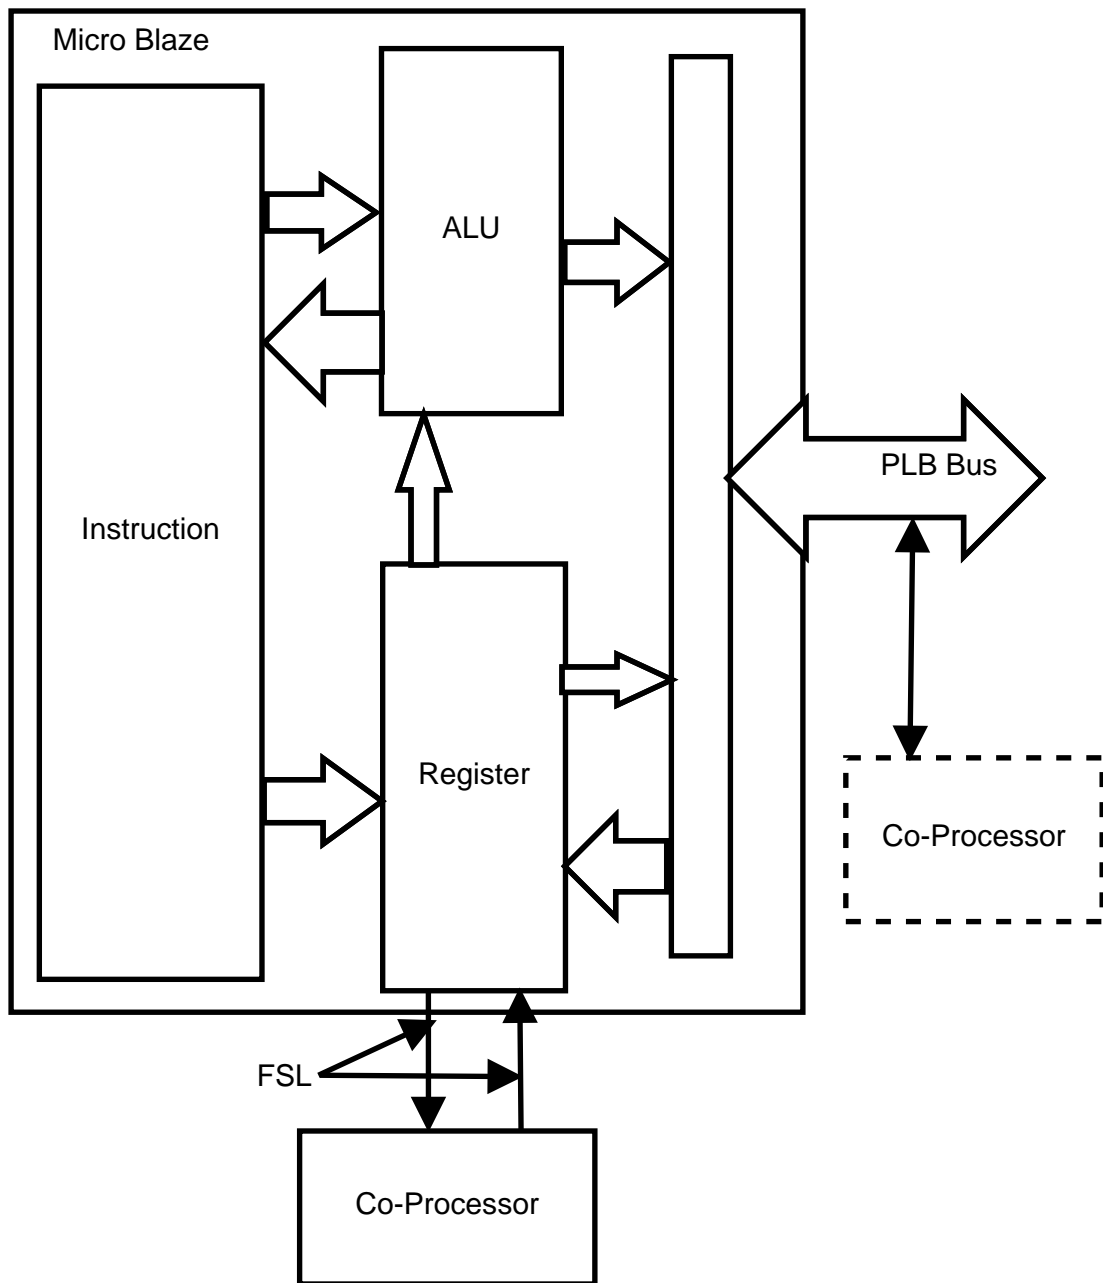 Micro Blaze
ALU
PLB Bus
Instruction
Register
Co-Processor
FSL
Co-Processor